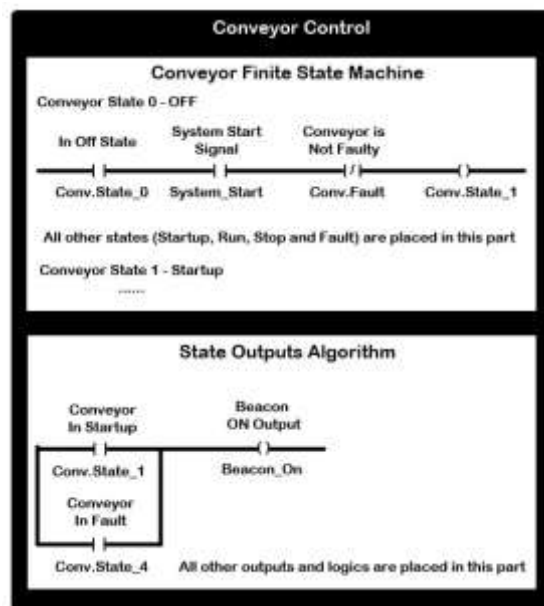 Conveyor Control
Conveyor Finite State Machine
Conveyor State 0 - OFF
In Off State
System Start
Signal
Conveyor is
Not Faulty
Conv.State_0
System_Start
Conv.Fault
Conv.State_1
All other states (Startup, Run, Stop and Fault) are placed in this part
Conveyor State 1 - Startup
......
State Outputs Algorithm
Conveyor
In Startup
Beacon
ON Output
Conv.State_1
Beacon_On
Conveyor
In Fault
Conv.State_4
All other outputs and logics are placed in this part